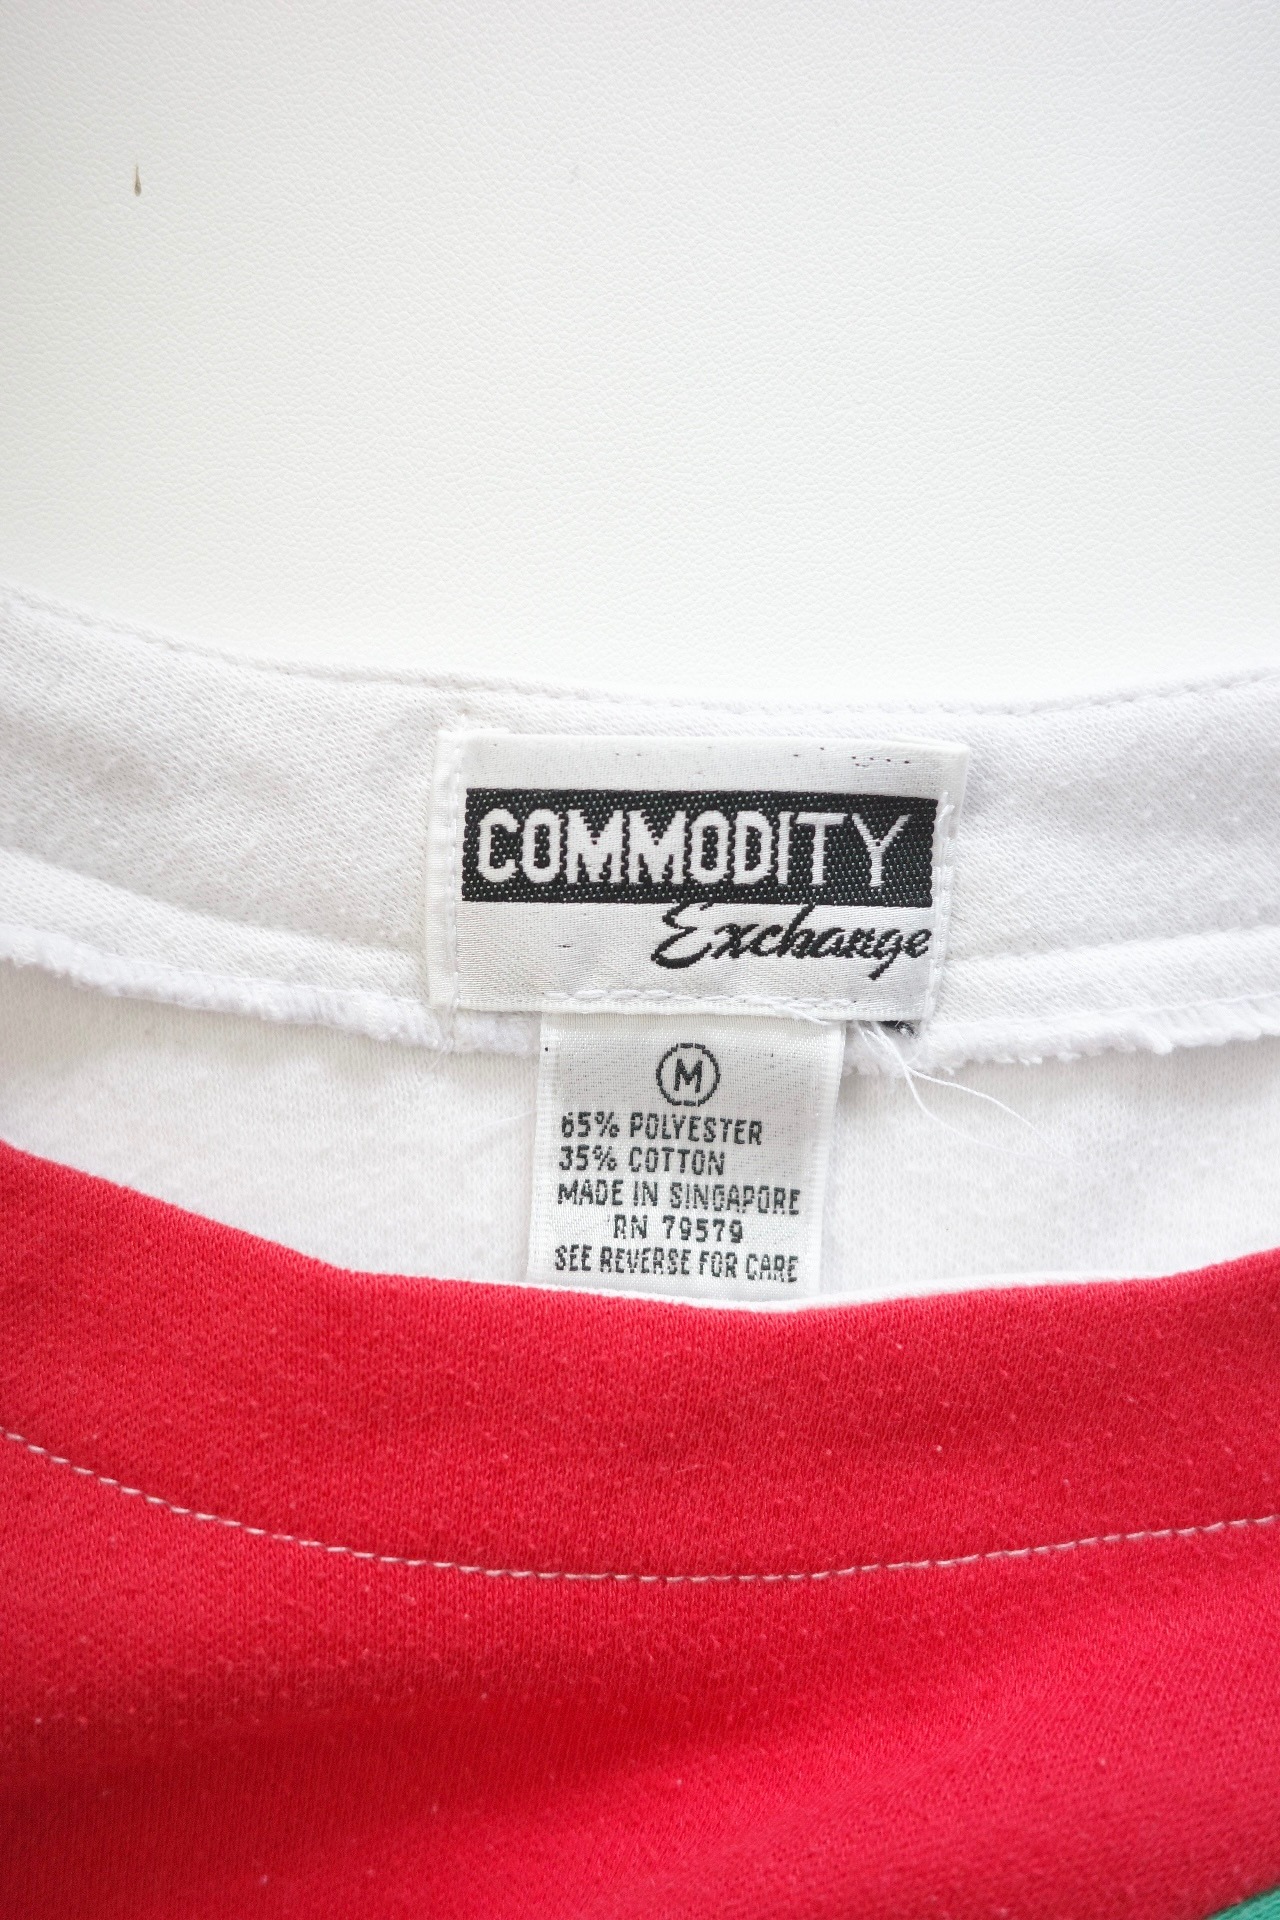 COMMODITY
Exchange
M
65% POLYESTER
35% COTTON
MADE IN SINGAPORE
RN 79579
SEE REVERSE FOR CARE